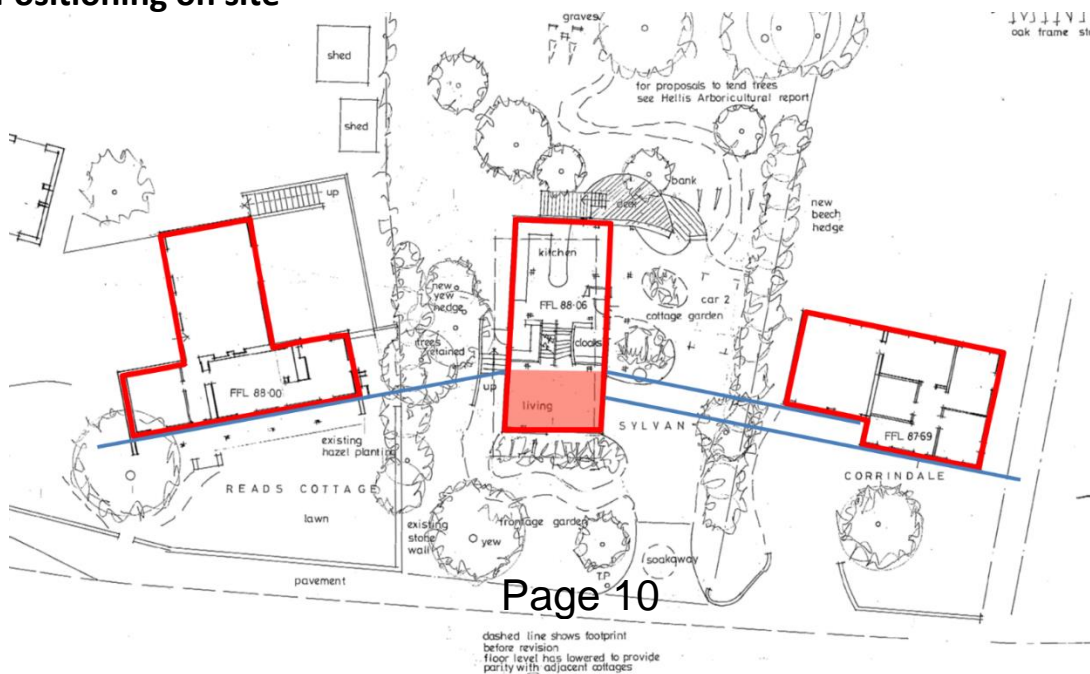 Positioning on site
graves
oak frame
shed
for proposals to tend trees
see Hellis Arboricultural report
shed
bank
up
new
beech
hedge
kitchen
new
yew
hedge
FFL 88·06
car 2
cottage garden
trees
retained
cloaks
up
FFL 88·00
living
SYLVAN
FFL 87·69
existing
hazel planting
CORRINDALE
READS COTTAGE
lawn
existing
stone
wall
yew
frontage garden
soakaway
T.P
pavement
Page 10
dashed line shows footprint
before revision
floor level has lowered to provide
parity with adjacent cottages